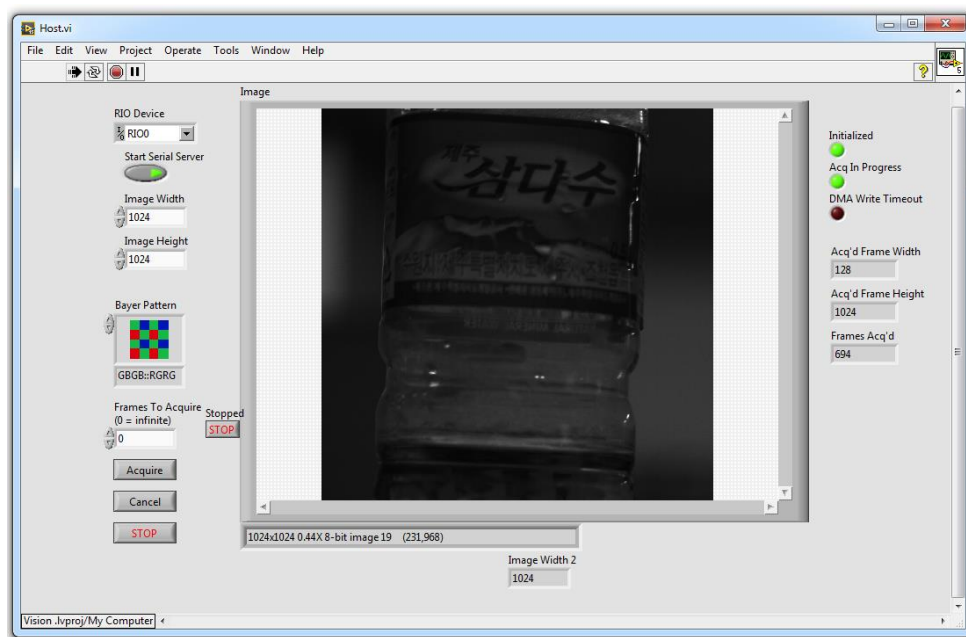 Host.vi
File Edit View Project Operate Tools Window Help
5
Image
RIO Device
I/O RIO0
Start Serial Server
Image Width
1024
Image Height
1024
Bayer Pattern
GBGB::RGRG
Frames To Acquire
(0 = infinite)
0
Stopped
STOP
Acquire
Cancel
STOP
제주
삼다수
Initialized
Acq In Progress
DMA Write Timeout
Acq'd Frame Width
128
Acq'd Frame Height
1024
Frames Acq'd
694
1024x1024 0.44X 8-bit image 19 (231,968)
Image Width 2
1024
Vision .lvproj/My Computer